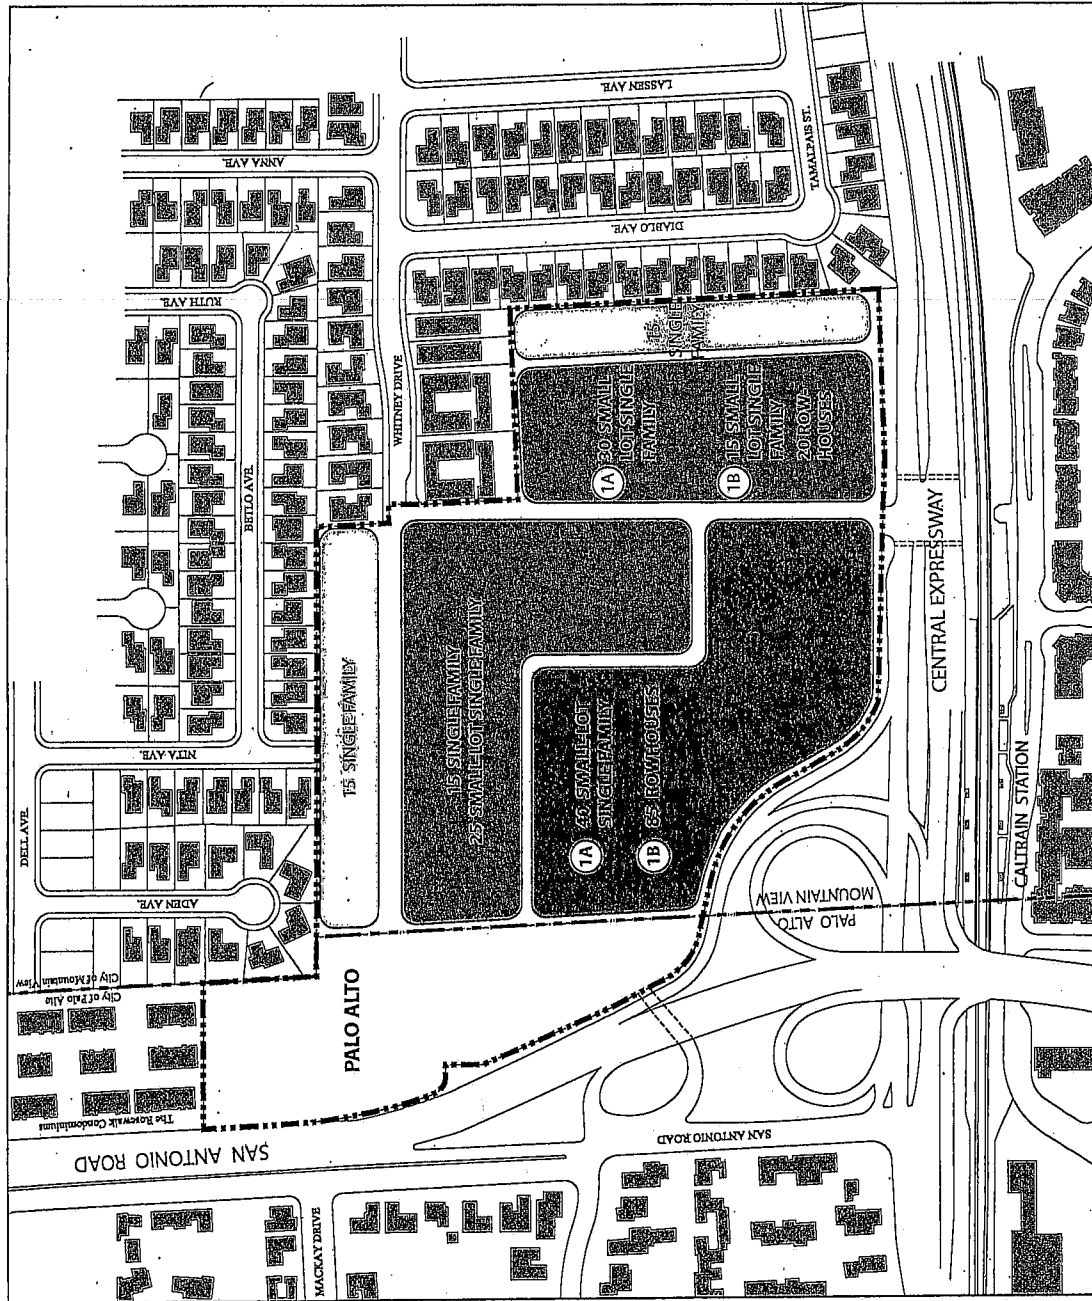 LASSEN AVE.
TAMALPAIS ST.
ANNA AVE.
DIABLO AVE.
RUTH AVE.
WHITNEY DRIVE
BETLO AVE.
SINGLE
FAMILY
1A
30 SMALL
LOT SINGLE
FAMILY
1B
15 SMALL
LOT SINGLE
FAMILY
20 ROW
HOUSES
15 SINGLE FAMILY
15 SINGLE FAMILY
25 SMALL LOT SINGLE FAMILY
1A
40 SMALL LOT
SINGLE FAMILY
1B
65 ROW HOUSES
CENTRAL EXPRESSWAY
CALTRAIN STATION
NITA AVE.
DELL AVE.
ADEN AVE.
PALO ALTO
MOUNTAIN VIEW
City of Mountain View
City of Palo Alto
PALO ALTO
The Rosewalk Condominiums
SAN ANTONIO ROAD
SAN ANTONIO ROAD
MACKAY DRIVE